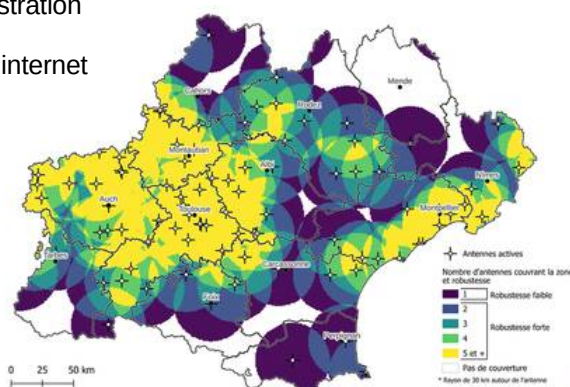 stration
internet
Mende
Cahors
Rodez
Montauban
Albi
Nîmes
Auch
Toulouse
Montpellier
Tarbes
Carcassonne
Foix
Perpignan
Antennes actives
Nombre d'antennes couvrant la zone
et robustesse
1 Robustesse faible
2
3 Robustesse forte
4
5 et +
Pas de couverture
* Rayon de 30 km autour de l'antenne
0 25 50 km